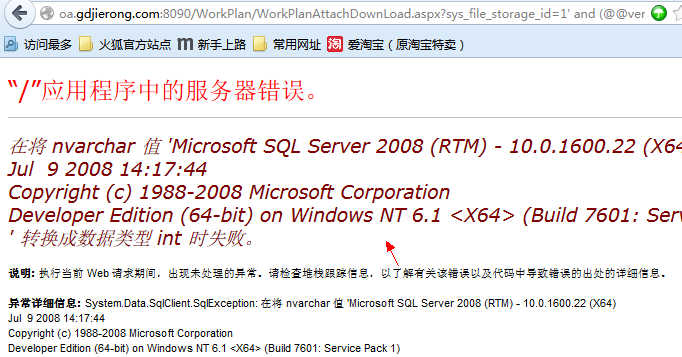 oa.gdjierong.com:8090/WorkPlan/WorkPlanAttachDownLoad.aspx?sys_file_storage_id=1' and (@@ver
访问最多 火狐官方站点 新手上路 常用网址 淘 爱淘宝（原淘宝特卖）
“/”应用程序中的服务器错误。
在将 nvarchar 值 'Microsoft SQL Server 2008 (RTM) - 10.0.1600.22 (X64
Jul 9 2008 14:17:44
Copyright (c) 1988-2008 Microsoft Corporation
Developer Edition (64-bit) on Windows NT 6.1 <X64> (Build 7601: Serv
' 转换成数据类型 int 时失败。
说明: 执行当前 Web 请求期间，出现未处理的异常。请检查堆栈跟踪信息，以了解有关该错误以及代码中导致错误的出处的详细信息。
异常详细信息: System.Data.SqlClient.SqlException: 在将 nvarchar 值 'Microsoft SQL Server 2008 (RTM) - 10.0.1600.22 (X64)
Jul 9 2008 14:17:44
Copyright (c) 1988-2008 Microsoft Corporation
Developer Edition (64-bit) on Windows NT 6.1 <X64> (Build 7601: Service Pack 1)